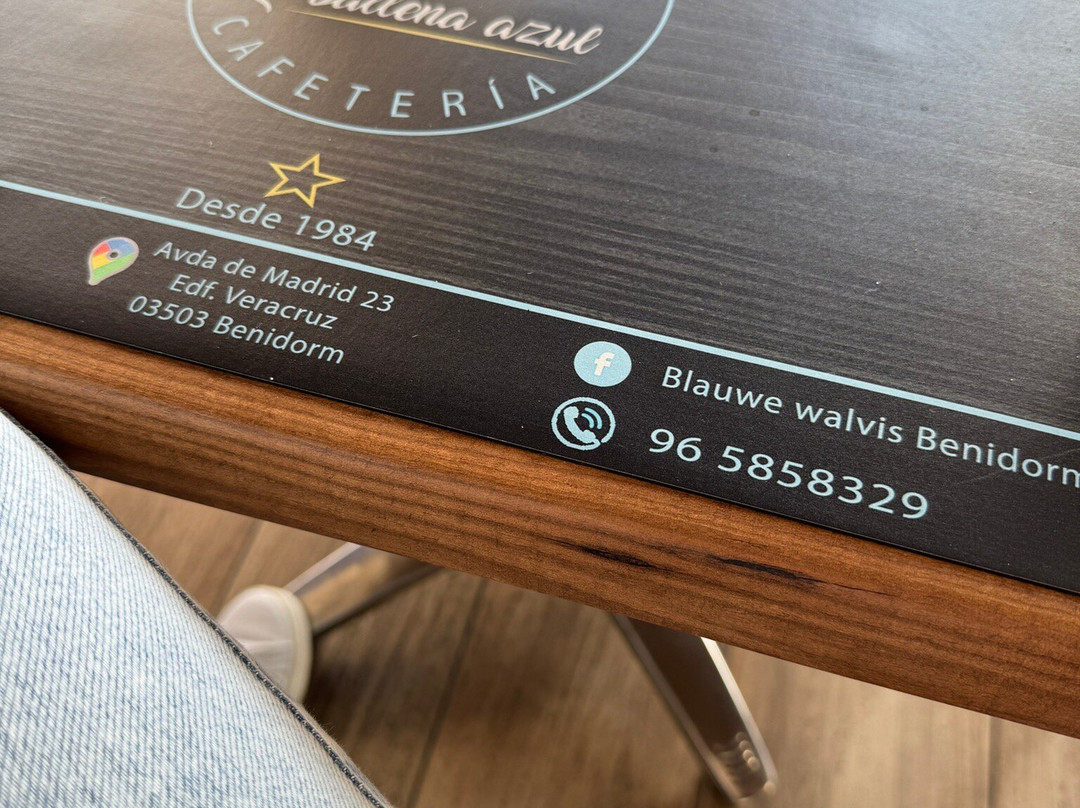 ballena azul
CAFETERÍA
Desde 1984
Avda de Madrid 23
Edf. Veracruz
03503 Benidorm
Blauwe walvis Benidorm
96 5858329